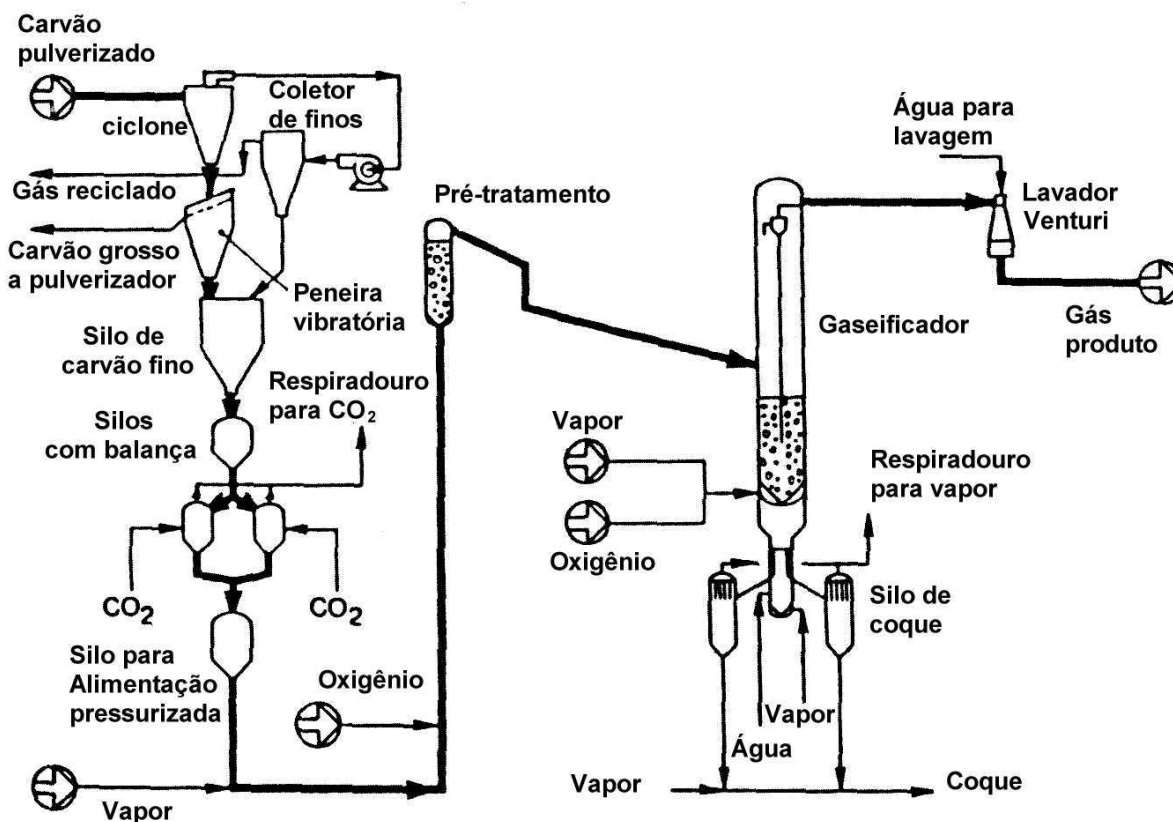 Carvão
pulverizado
ciclone
Coletor
de finos
Gás reciclado
Carvão grosso
a pulverizador
Peneira
vibratória
Silo de
carvão fino
Respiradouro
para CO₂
Silos
com balança
CO₂
CO₂
Silo para
Alimentação
pressurizada
Oxigênio
Vapor
Pré-tratamento
Água para
lavagem
Lavador
Venturi
Gaseificador
Gás
produto
Vapor
Oxigênio
Respiradouro
para vapor
Silo de
coque
Vapor
Água
Vapor
Coque